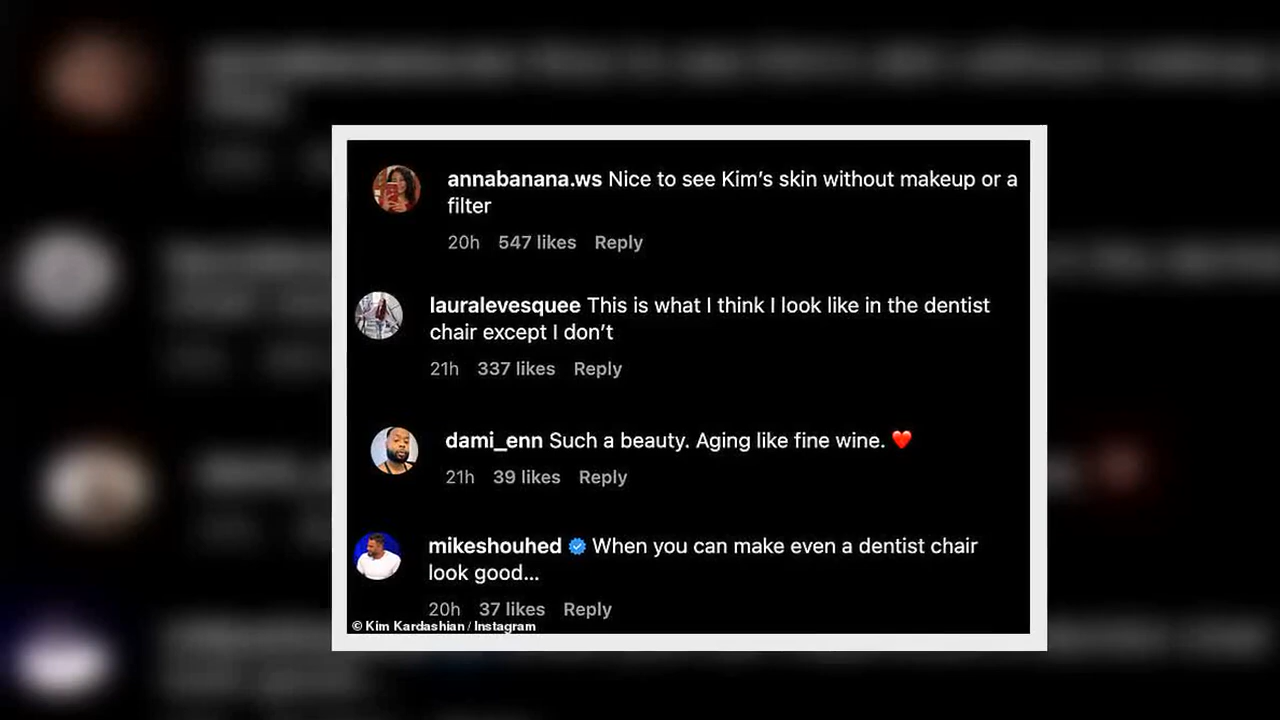 annabanana.ws Nice to see Kim's skin without makeup or a
filter
20h 547 likes Reply
lauralevesquee This is what I think I look like in the dentist
chair except I don't
21h 337 likes Reply
dami_enn Such a beauty. Aging like fine wine. ❤️
21h 39 likes Reply
mikeshouhed When you can make even a dentist chair
look good...
20h 37 likes Reply
© Kim Kardashian / Instagram